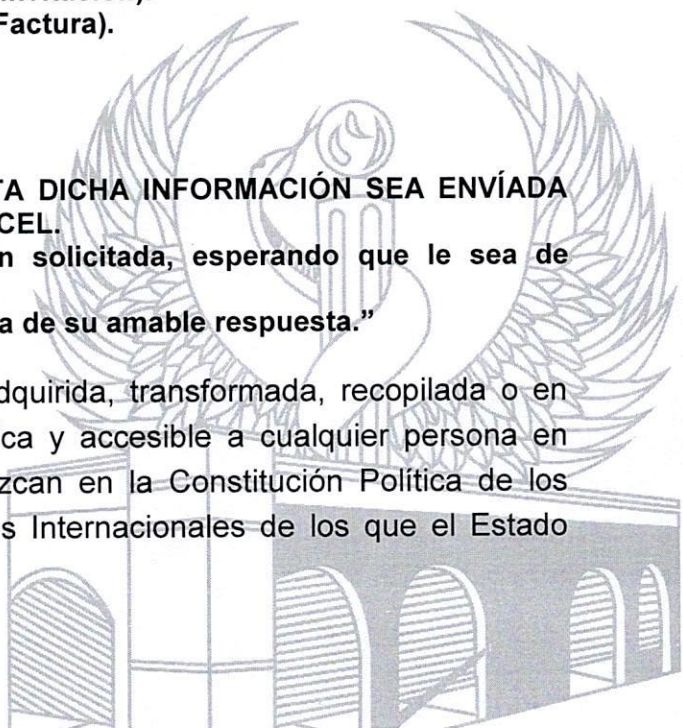 Factura).
TA DICHA INFORMACIÓN SEA ENVÍADA
CEL.
n solicitada, esperando que le sea de
a de su amable respuesta.”
dquirida, transformada, recopilada o en
ca y accesible a cualquier persona en
zcan en la Constitución Política de los
s Internacionales de los que el Estado